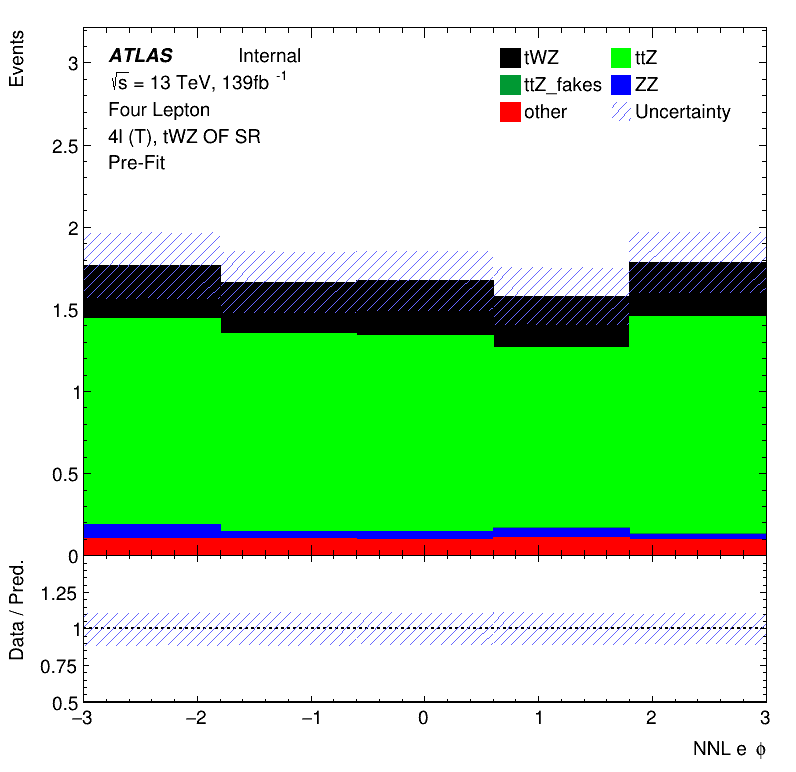 Events
ATLAS Internal
√s = 13 TeV, 139fb⁻¹
Four Lepton
4l (T), tWZ OF SR
Pre-Fit
tWZ ttZ
ttZ_fakes ZZ
other Uncertainty
3
2.5
2
1.5
1
0.5
0
Data / Pred.
1.25
1
0.75
0.5
−3 −2 −1 0 1 2 3
NNL e ϕ